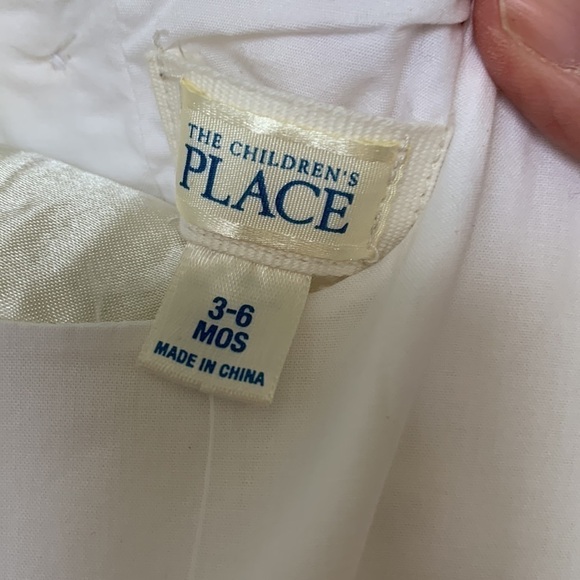 THE CHILDREN'S
PLACE
3-6
MOS
MADE IN CHINA